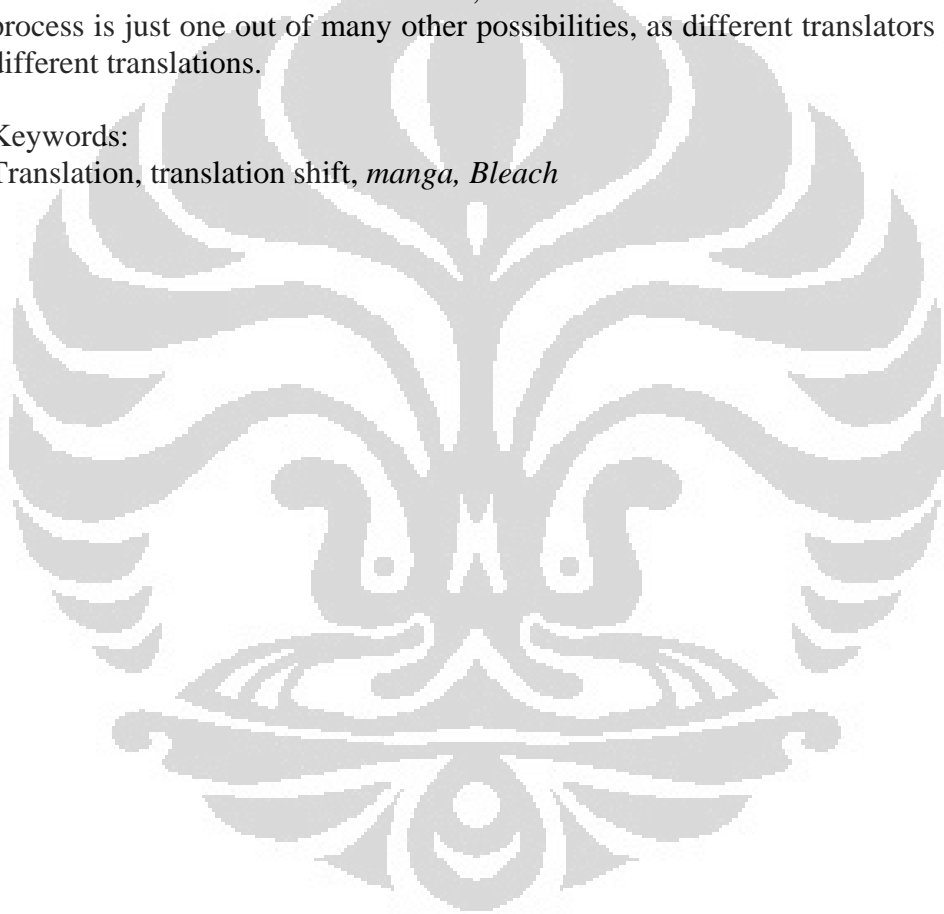 process is just one out of many other possibilities, as different translators
different translations.
Keywords:
Translation, translation shift, manga, Bleach